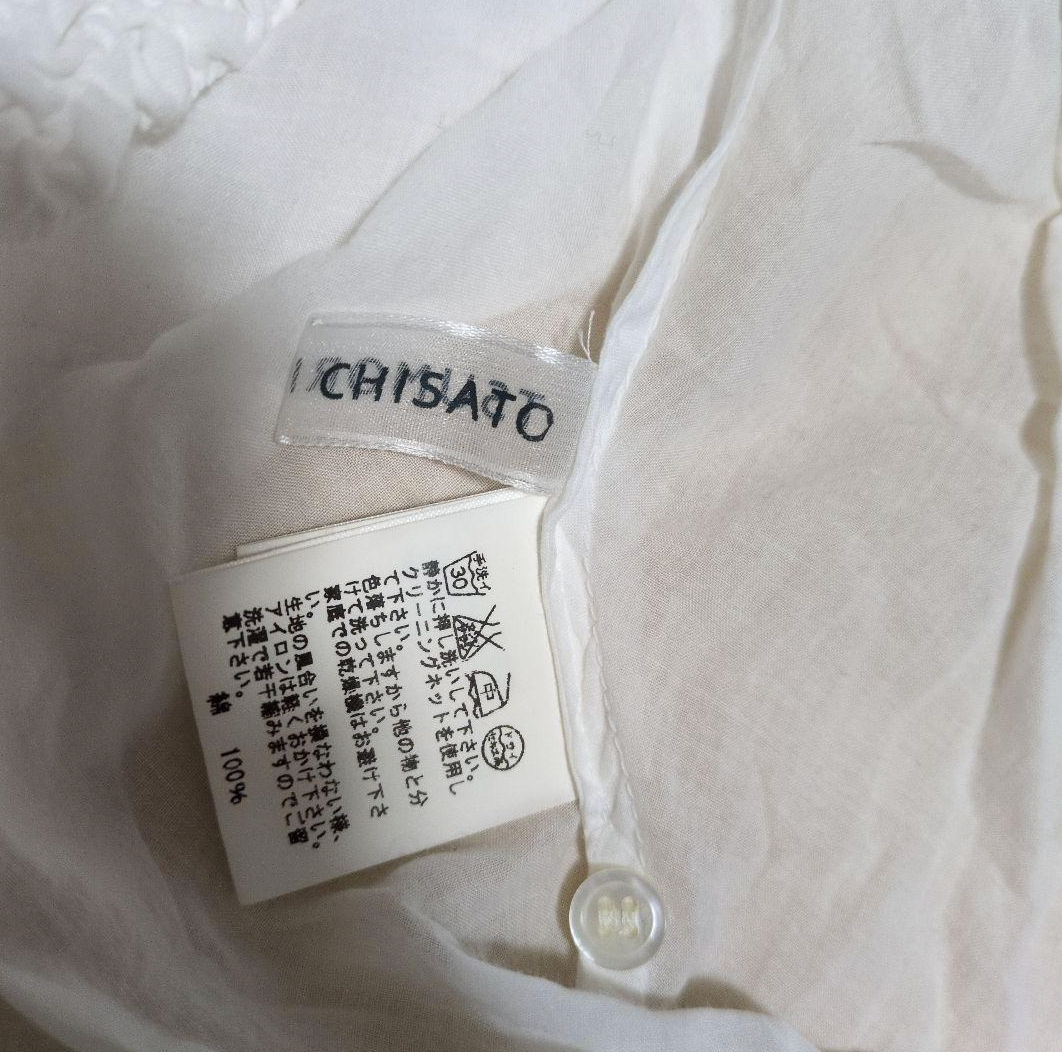 CHISATO
手洗イ
30
中
ドライ
静かに押し洗いして下さい。
クリーニングネットを使用し
て下さい。
色落ちしますから他の物と分
けて洗って下さい。
家庭での乾燥機はお避け下さ
い。
生地の風合いを損なわない様、
アイロンは軽くおかけ下さい。
洗濯で若干縮みますのでご留
意下さい。
綿 100%